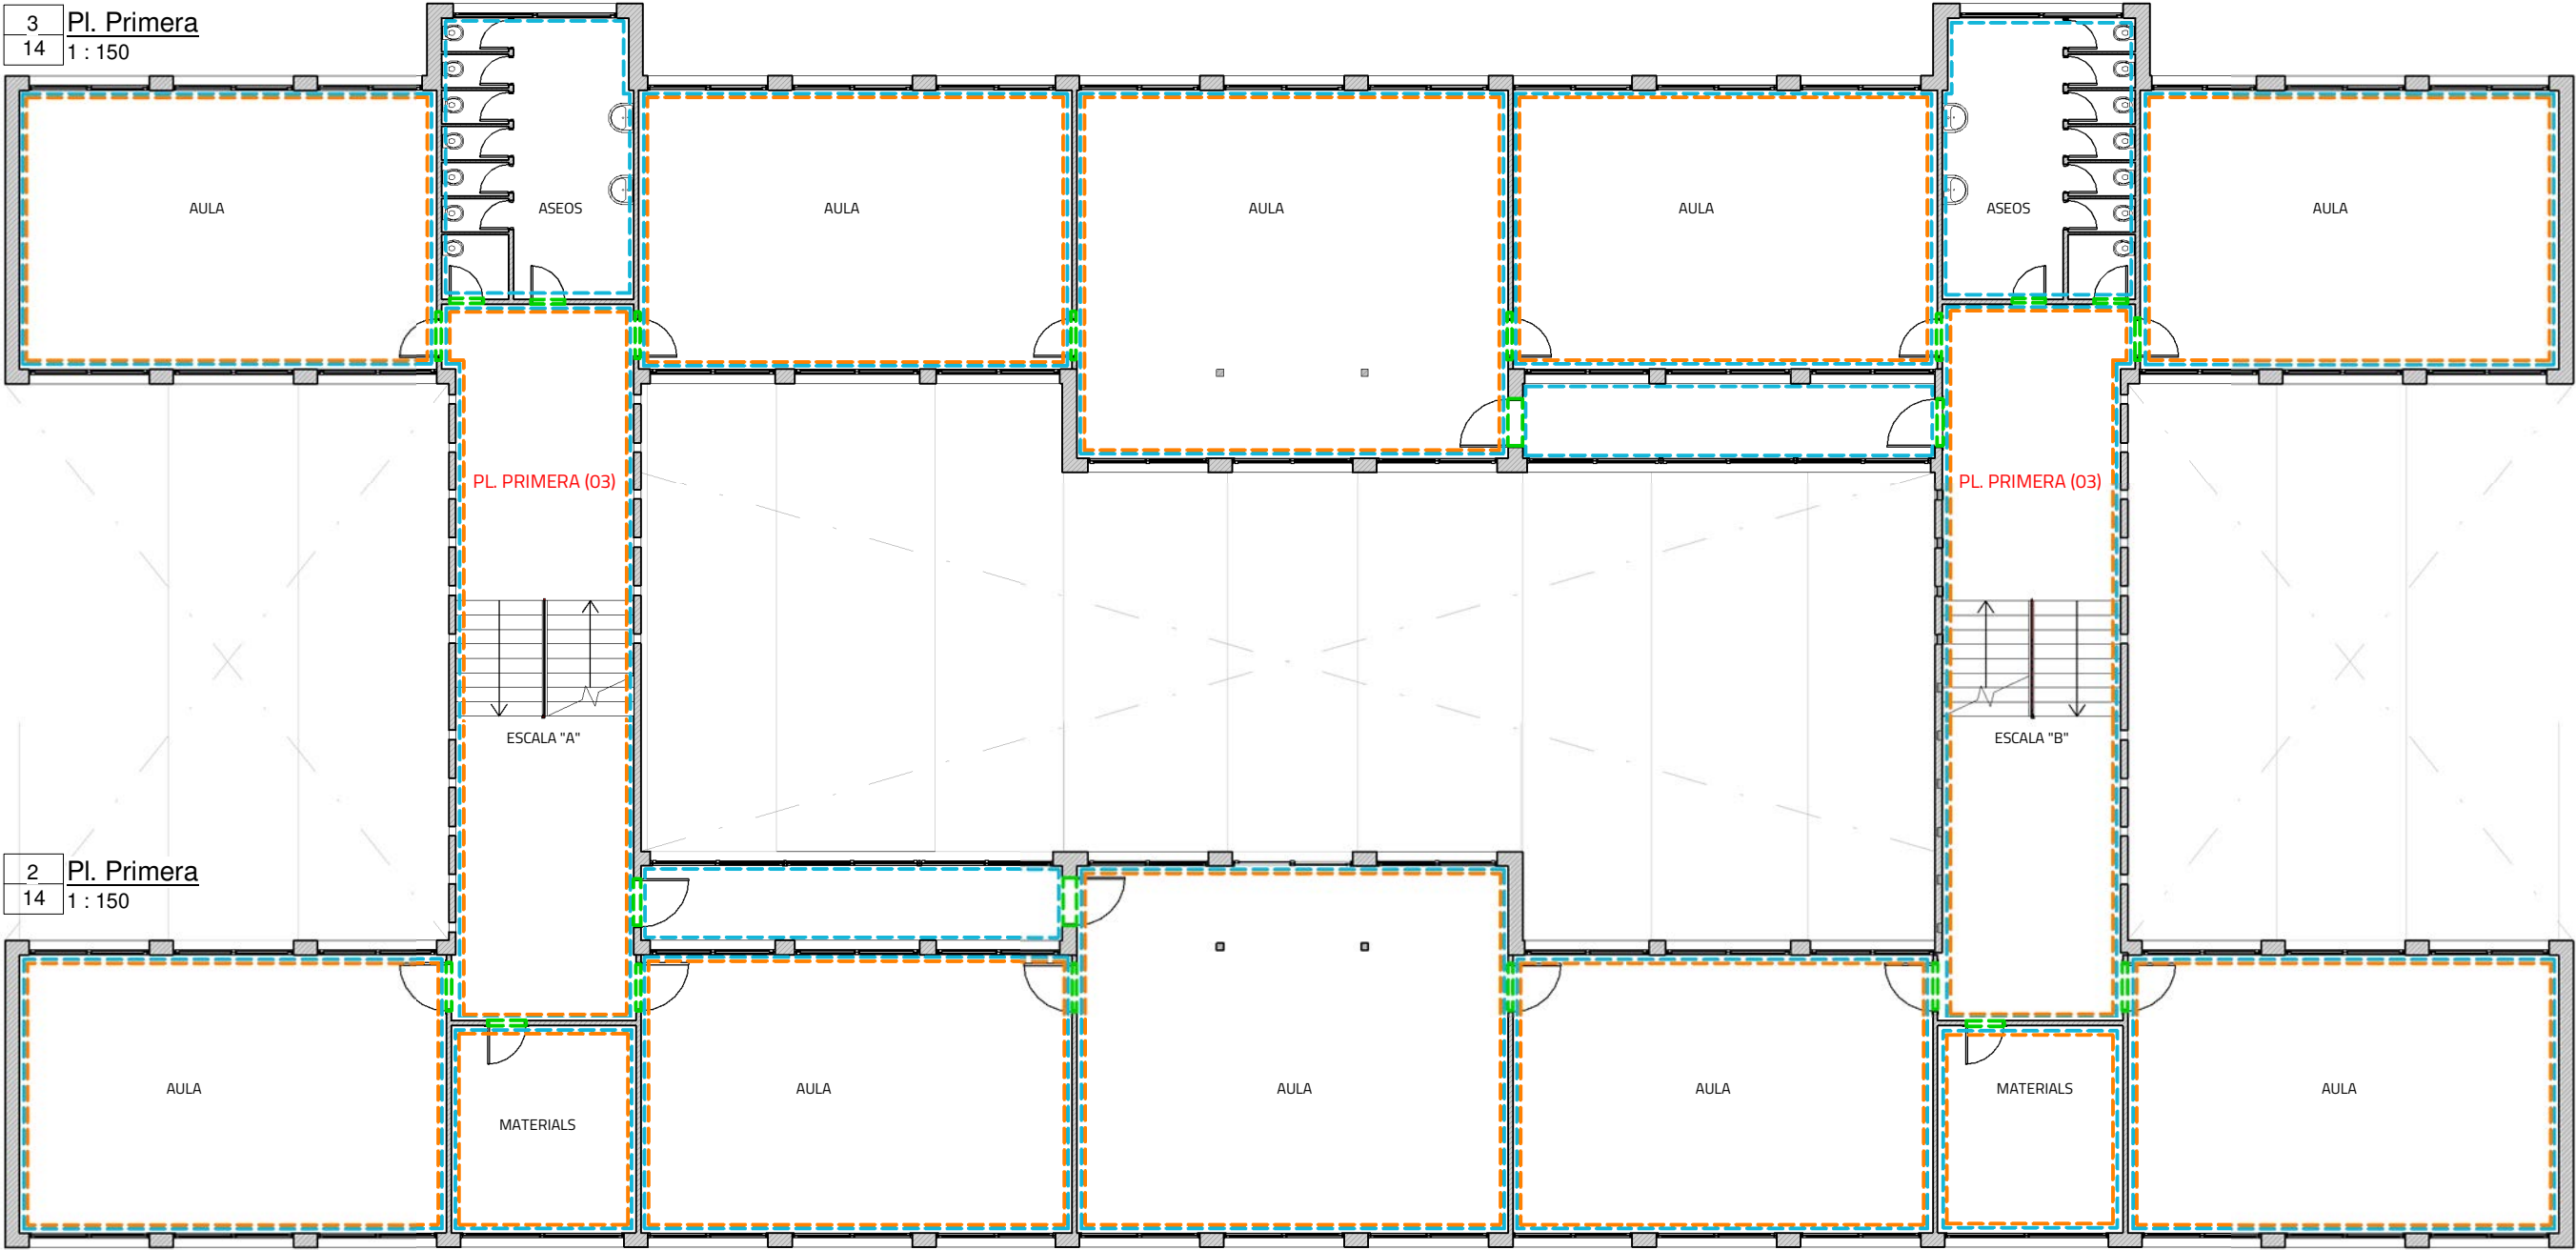 3
14
Pl. Primera
1 : 150
AULA
ASEOS
AULA
AULA
AULA
ASEOS
AULA
PL. PRIMERA (03)
PL. PRIMERA (03)
ESCALA "A"
ESCALA "B"
2
14
Pl. Primera
1 : 150
AULA
MATERIALS
AULA
AULA
AULA
MATERIALS
AULA